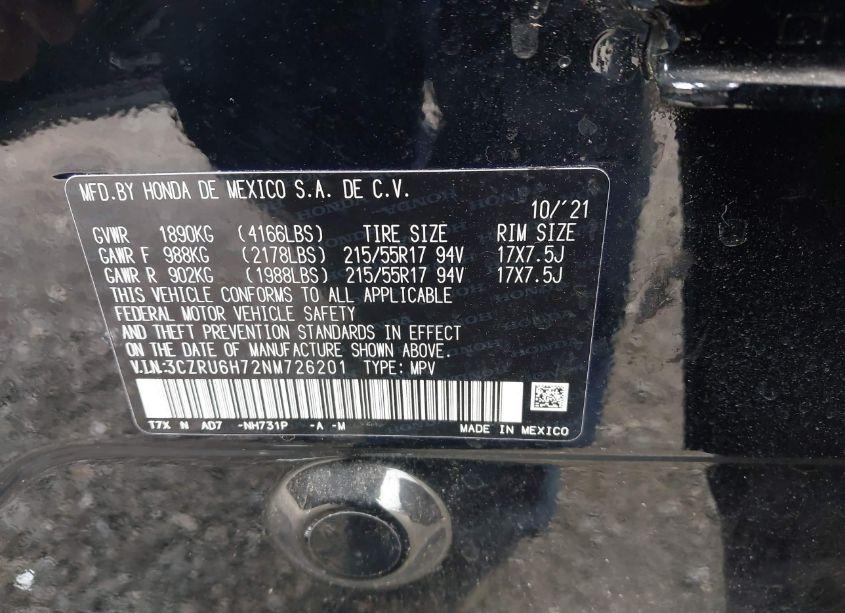 MFD.BY HONDA DE MEXICO S.A. DE C.V.
10/'21
GVWR 1890KG (4166LBS) TIRE SIZE RIM SIZE
GAWR F 988KG (2178LBS) 215/55R17 94V 17X7.5J
GAWR R 902KG (1988LBS) 215/55R17 94V 17X7.5J
THIS VEHICLE CONFORMS TO ALL APPLICABLE
FEDERAL MOTOR VEHICLE SAFETY
AND THEFT PREVENTION STANDARDS IN EFFECT
ON THE DATE OF MANUFACTURE SHOWN ABOVE.
V.I.N:3CZRU6H72NM726201 TYPE: MPV
T7X N AD7 -NH731P -A -M MADE IN MEXICO